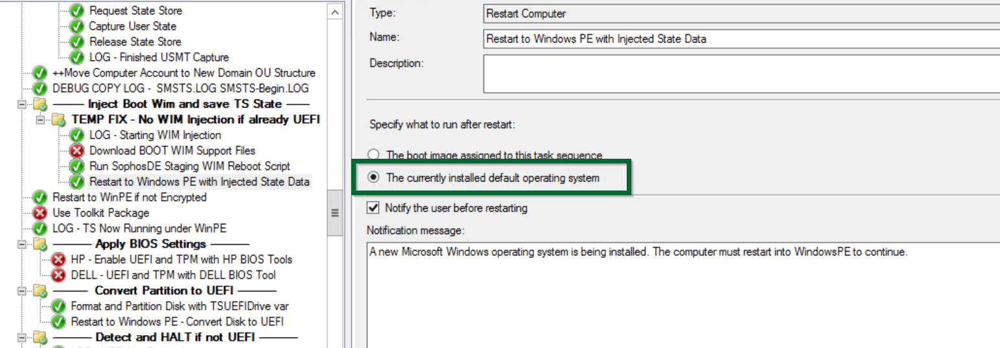 Request State Store
Capture User State
Release State Store
LOG - Finished USMT Capture
++Move Computer Account to New Domain OU Structure
DEBUG COPY LOG - SMSTS.LOG SMSTS-Begin.LOG
Inject Boot Wim and save TS State
TEMP FIX - No WIM Injection if already UEFI
LOG - Starting WIM Injection
Download BOOT WIM Support Files
Run SophosDE Staging WIM Reboot Script
Restart to Windows PE with Injected State Data
Restart to WinPE if not Encrypted
Use Toolkit Package
LOG - TS Now Running under WinPE
Apply BIOS Settings
HP - Enable UEFI and TPM with HP BIOS Tools
DELL - UEFI and TPM with DELL BIOS Tool
Convert Partition to UEFI
Format and Partition Disk with TSUEFIDrive var
Restart to Windows PE - Convert Disk to UEFI
Detect and HALT if not UEFI
Type: Restart Computer
Name: Restart to Windows PE with Injected State Data
Description:
Specify what to run after restart:
The boot image assigned to this task sequence
The currently installed default operating system
Notify the user before restarting
Notification message:
A new Microsoft Windows operating system is being installed. The computer must restart into WindowsPE to continue.